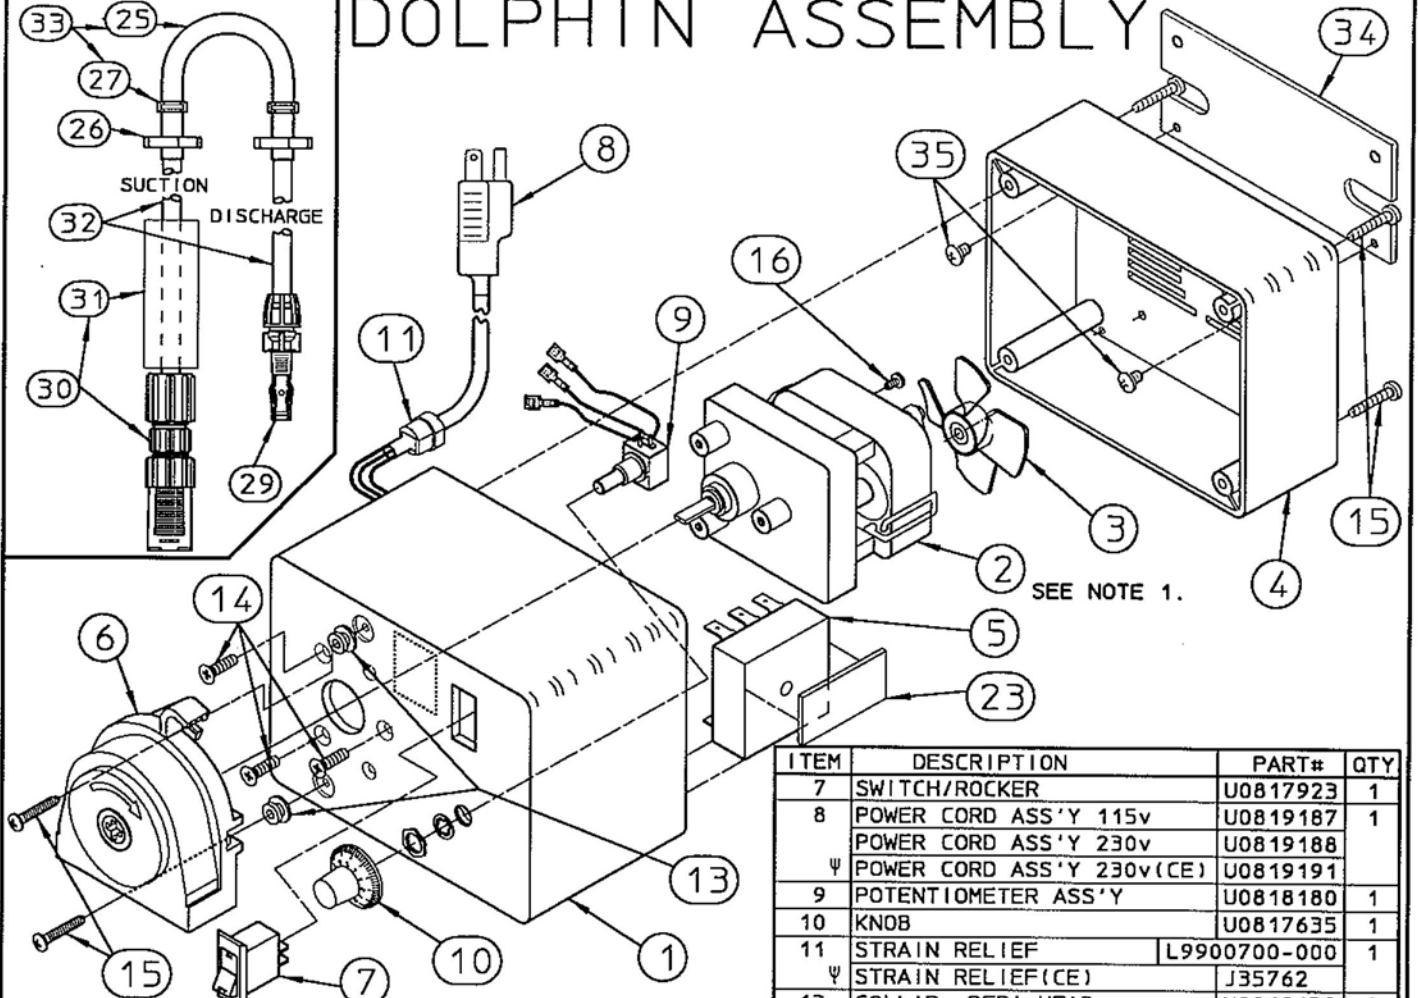 DOLPHIN ASSEMBLY
33
25
27
26
SUCTION
32
DISCHARGE
31
30
29
8
11
9
16
35
34
3
2
SEE NOTE 1.
4
15
5
23
14
6
13
10
1
15
7
ITEM DESCRIPTION PART# QTY
7 SWITCH/ROCKER U0817923 1
8 POWER CORD ASS'Y 115v U0819187 1
POWER CORD ASS'Y 230v U0819188
Ψ POWER CORD ASS'Y 230v(CE) U0819191
9 POTENTIOMETER ASS'Y U0818180 1
10 KNOB U0817635 1
11 STRAIN RELIEF L9900700-000 1
Ψ STRAIN RELIEF(CE) J35762